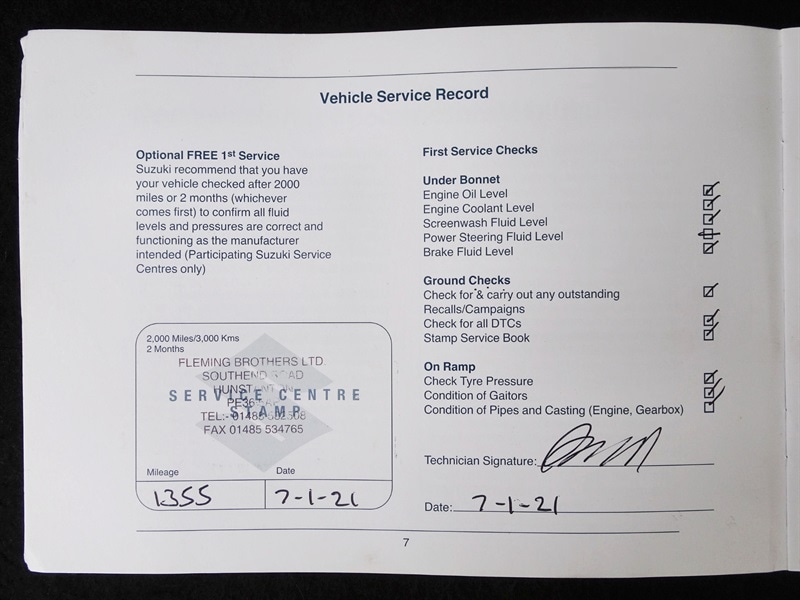 Vehicle Service Record
Optional FREE 1st Service
Suzuki recommend that you have
your vehicle checked after 2000
miles or 2 months (whichever
comes first) to confirm all fluid
levels and pressures are correct and
functioning as the manufacturer
intended (Participating Suzuki Service
Centres only)
2,000 Miles/3,000 Kms
2 Months
FLEMING BROTHERS LTD.
SOUTHEND ROAD
SERVICE CENTRE
STAMP
TEL:- 01485
FAX 01485 534765
Mileage
Date
1355
7-1-21
First Service Checks
Under Bonnet
Engine Oil Level
Engine Coolant Level
Screenwash Fluid Level
Power Steering Fluid Level
Brake Fluid Level
Ground Checks
Check for & carry out any outstanding
Recalls/Campaigns
Check for all DTCs
Stamp Service Book
On Ramp
Check Tyre Pressure
Condition of Gaitors
Condition of Pipes and Casting (Engine, Gearbox)
Technician Signature:
Date: 7-1-21
7